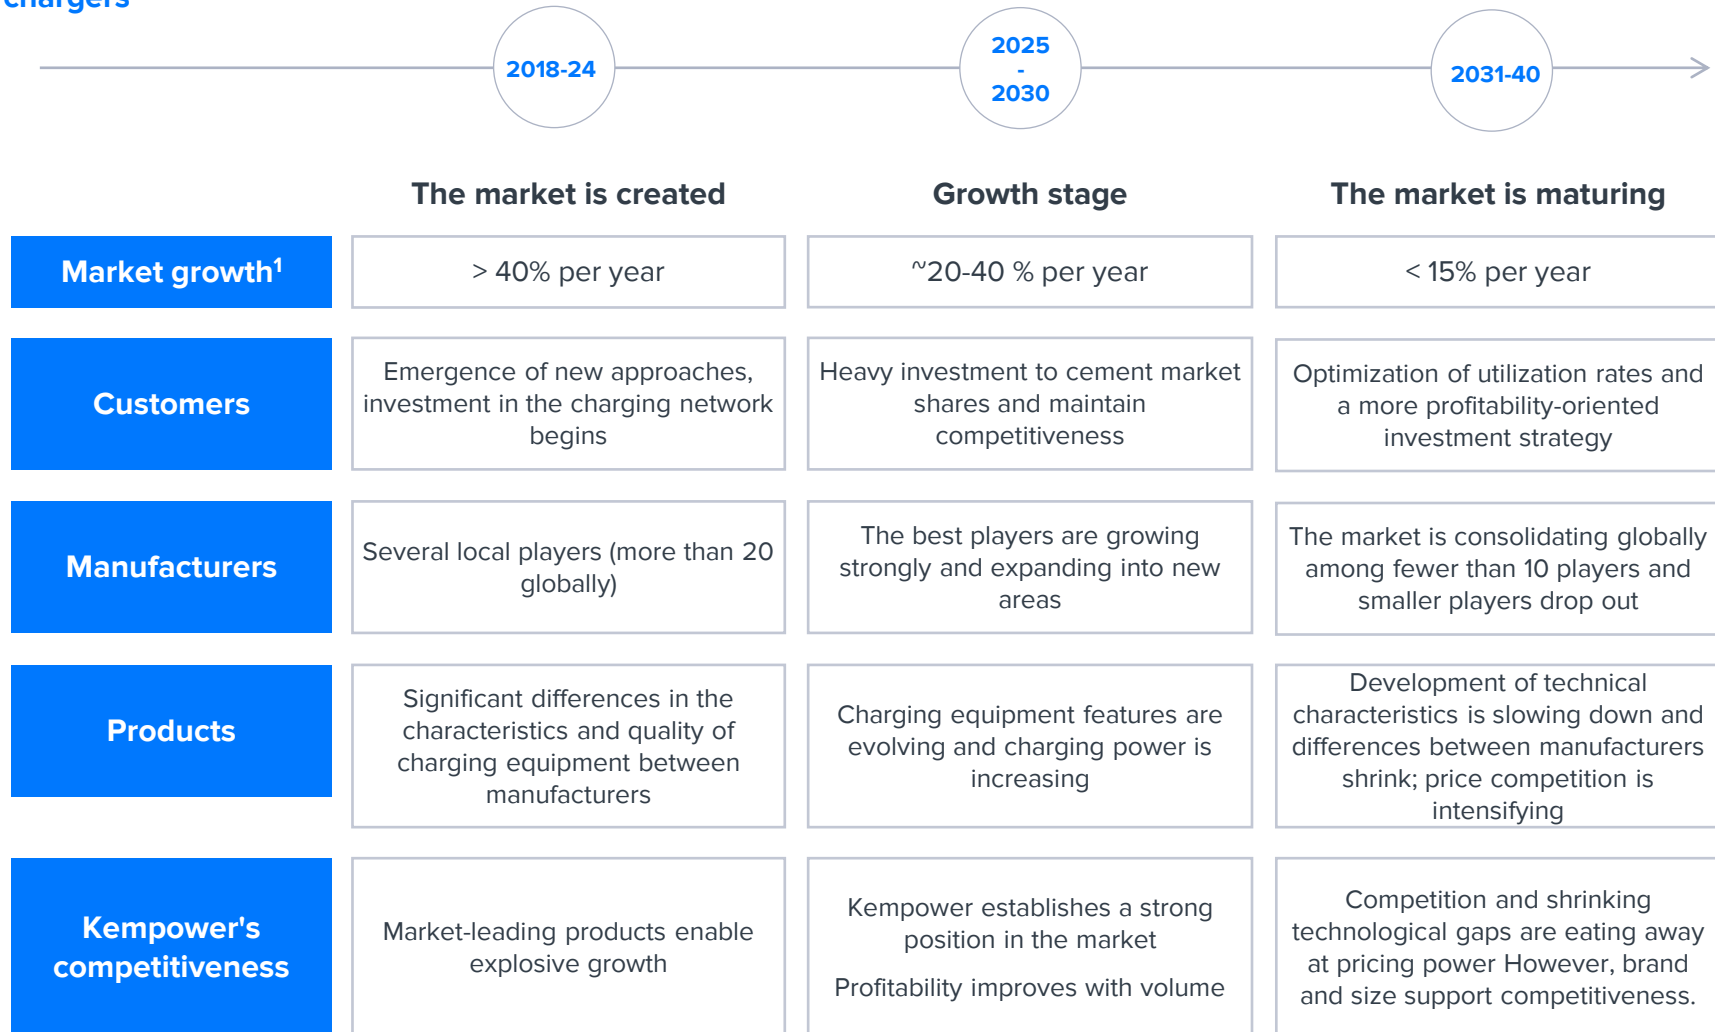 chargers
2018-24
2025
-
2030
2031-40
The market is created
Growth stage
The market is maturing
Market growth¹
> 40% per year
~20-40 % per year
< 15% per year
Customers
Emergence of new approaches,
investment in the charging network
begins
Heavy investment to cement market
shares and maintain
competitiveness
Optimization of utilization rates and
a more profitability-oriented
investment strategy
Manufacturers
Several local players (more than 20
globally)
The best players are growing
strongly and expanding into new
areas
The market is consolidating globally
among fewer than 10 players and
smaller players drop out
Products
Significant differences in the
characteristics and quality of
charging equipment between
manufacturers
Charging equipment features are
evolving and charging power is
increasing
Development of technical
characteristics is slowing down and
differences between manufacturers
shrink; price competition is
intensifying
Kempower's
competitiveness
Market-leading products enable
explosive growth
Kempower establishes a strong
position in the market
Profitability improves with volume
Competition and shrinking
technological gaps are eating away
at pricing power However, brand
and size support competitiveness.